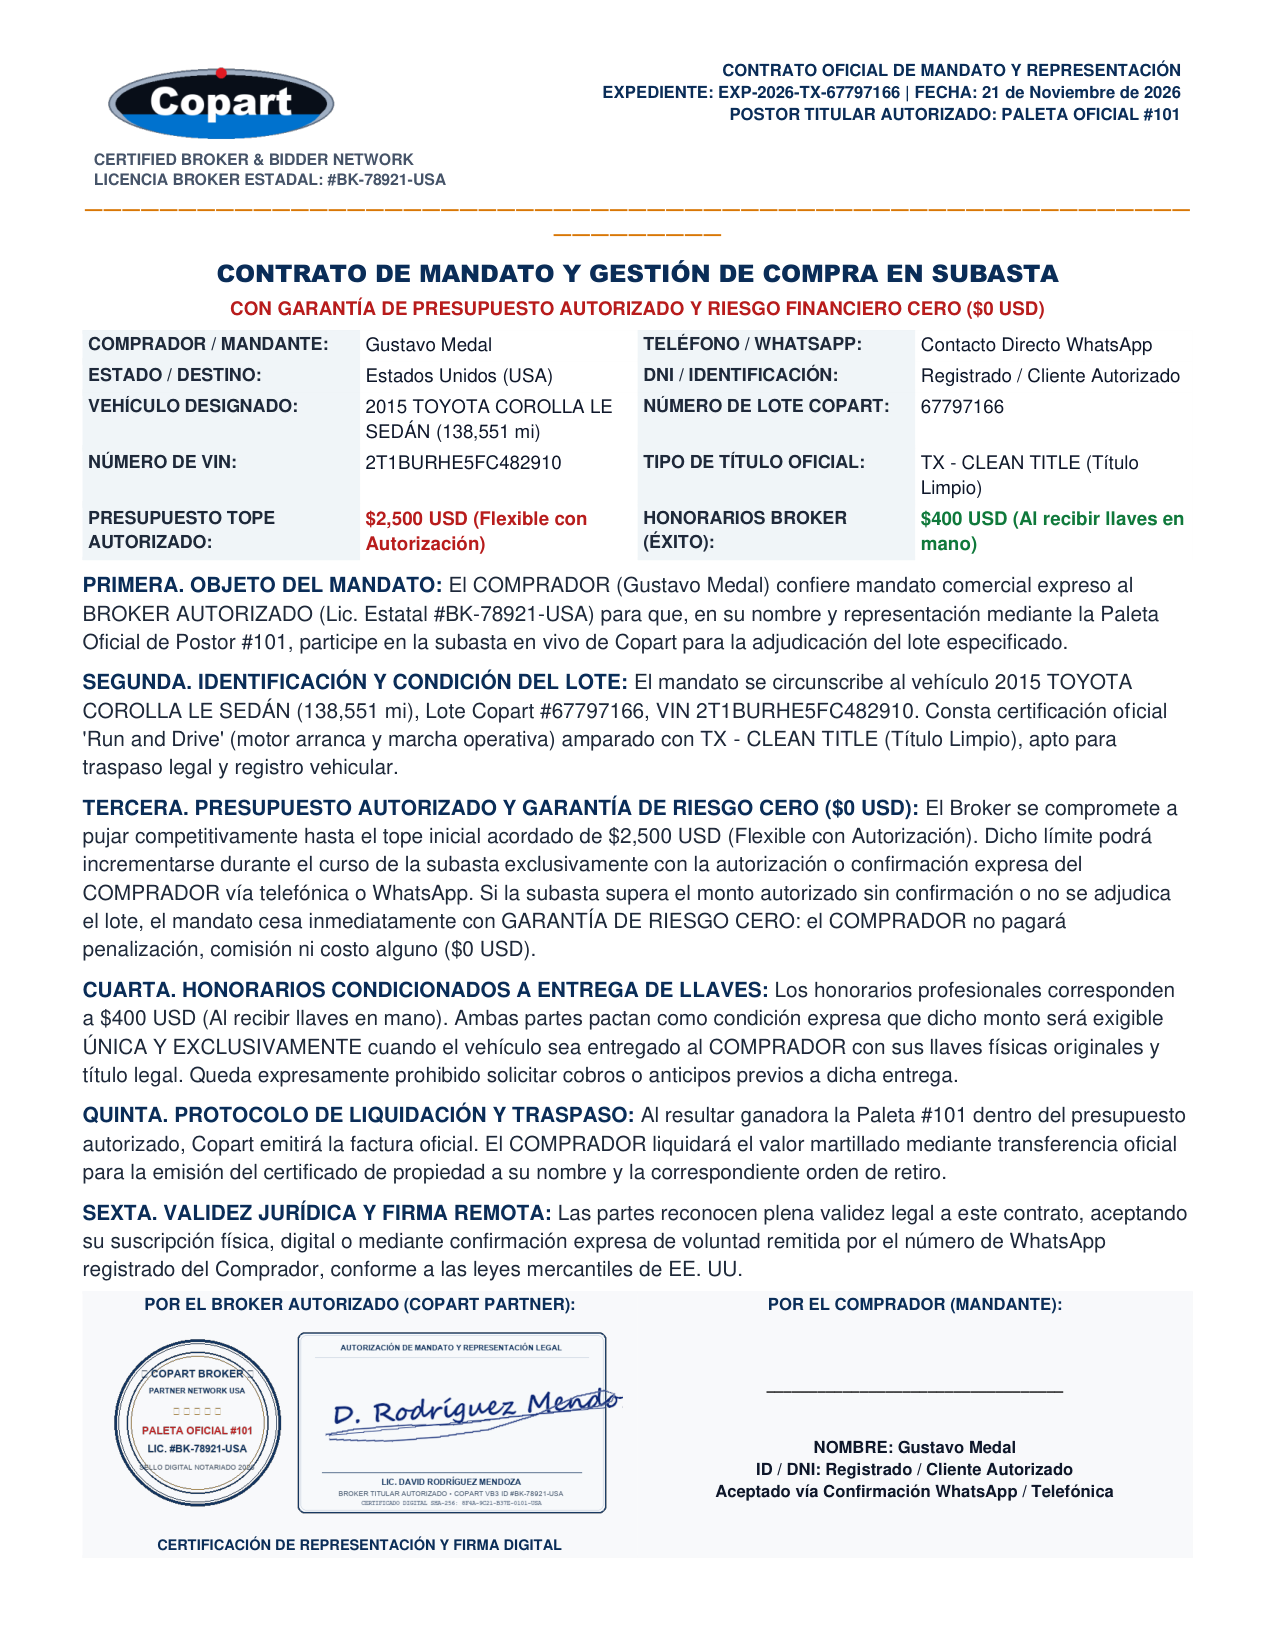 Copart
CERTIFIED BROKER & BIDDER NETWORK
LICENCIA BROKER ESTADAL: #BK-78921-USA
CONTRATO OFICIAL DE MANDATO Y REPRESENTACIÓN
EXPEDIENTE: EXP-2026-TX-67797166 | FECHA: 21 de Noviembre de 2026
POSTOR TITULAR AUTORIZADO: PALETA OFICIAL #101
CONTRATO DE MANDATO Y GESTIÓN DE COMPRA EN SUBASTA
CON GARANTÍA DE PRESUPUESTO AUTORIZADO Y RIESGO FINANCIERO CERO ($0 USD)
COMPRADOR / MANDANTE: Gustavo Medal TELÉFONO / WHATSAPP: Contacto Directo WhatsApp
ESTADO / DESTINO: Estados Unidos (USA) DNI / IDENTIFICACIÓN: Registrado / Cliente Autorizado
VEHÍCULO DESIGNADO: 2015 TOYOTA COROLLA LE NÚMERO DE LOTE COPART: 67797166
SEDÁN (138,551 mi)
NÚMERO DE VIN: 2T1BURHE5FC482910 TIPO DE TÍTULO OFICIAL: TX - CLEAN TITLE (Título
Limpio)
PRESUPUESTO TOPE $2,500 USD (Flexible con HONORARIOS BROKER $400 USD (Al recibir llaves en
AUTORIZADO: Autorización) (ÉXITO): mano)
PRIMERA. OBJETO DEL MANDATO: El COMPRADOR (Gustavo Medal) confiere mandato comercial expreso al
BROKER AUTORIZADO (Lic. Estatal #BK-78921-USA) para que, en su nombre y representación mediante la Paleta
Oficial de Postor #101, participe en la subasta en vivo de Copart para la adjudicación del lote especificado.
SEGUNDA. IDENTIFICACIÓN Y CONDICIÓN DEL LOTE: El mandato se circunscribe al vehículo 2015 TOYOTA
COROLLA LE SEDÁN (138,551 mi), Lote Copart #67797166, VIN 2T1BURHE5FC482910. Consta certificación oficial
'Run and Drive' (motor arranca y marcha operativa) amparado con TX - CLEAN TITLE (Título Limpio), apto para
traspaso legal y registro vehicular.
TERCERA. PRESUPUESTO AUTORIZADO Y GARANTÍA DE RIESGO CERO ($0 USD): El Broker se compromete a
pujar competitivamente hasta el tope inicial acordado de $2,500 USD (Flexible con Autorización). Dicho límite podrá
incrementarse durante el curso de la subasta exclusivamente con la autorización o confirmación expresa del
COMPRADOR vía telefónica o WhatsApp. Si la subasta supera el monto autorizado sin confirmación o no se adjudica
el lote, el mandato cesa inmediatamente con GARANTÍA DE RIESGO CERO: el COMPRADOR no pagará
penalización, comisión ni costo alguno ($0 USD).
CUARTA. HONORARIOS CONDICIONADOS A ENTREGA DE LLAVES: Los honorarios profesionales corresponden
a $400 USD (Al recibir llaves en mano). Ambas partes pactan como condición expresa que dicho monto será exigible
ÚNICA Y EXCLUSIVAMENTE cuando el vehículo sea entregado al COMPRADOR con sus llaves físicas originales y
título legal. Queda expresamente prohibido solicitar cobros o anticipos previos a dicha entrega.
QUINTA. PROTOCOLO DE LIQUIDACIÓN Y TRASPASO: Al resultar ganadora la Paleta #101 dentro del presupuesto
autorizado, Copart emitirá la factura oficial. El COMPRADOR liquidará el valor martillado mediante transferencia oficial
para la emisión del certificado de propiedad a su nombre y la correspondiente orden de retiro.
SEXTA. VALIDEZ JURÍDICA Y FIRMA REMOTA: Las partes reconocen plena validez legal a este contrato, aceptando
su suscripción física, digital o mediante confirmación expresa de voluntad remitida por el número de WhatsApp
registrado del Comprador, conforme a las leyes mercantiles de EE. UU.
POR EL BROKER AUTORIZADO (COPART PARTNER):
COPART BROKER
PARTNER NETWORK USA
PALETA OFICIAL #101
LIC. #BK-78921-USA
SELLO DIGITAL NOTARIADO 2026
AUTORIZACIÓN DE MANDATO Y REPRESENTACIÓN LEGAL
D. Rodríguez Mendo
LIC. DAVID RODRÍGUEZ MENDOZA
BROKER TITULAR AUTORIZADO • COPART VB3 ID #BK-78921-USA
CERTIFICADO DIGITAL SHA-256: 8F4A-9C21-B37E-0101-USA
CERTIFICACIÓN DE REPRESENTACIÓN Y FIRMA DIGITAL
POR EL COMPRADOR (MANDANTE):
NOMBRE: Gustavo Medal
ID / DNI: Registrado / Cliente Autorizado
Aceptado vía Confirmación WhatsApp / Telefónica